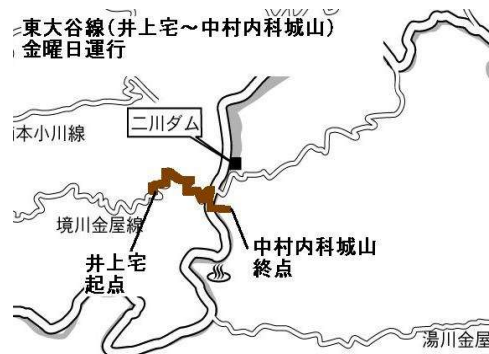 東大谷線(井上宅～中村内科城山)
金曜日運行
本小川線
二川ダム
境川金屋線
井上宅
起点
中村内科城山
終点
湯川金屋